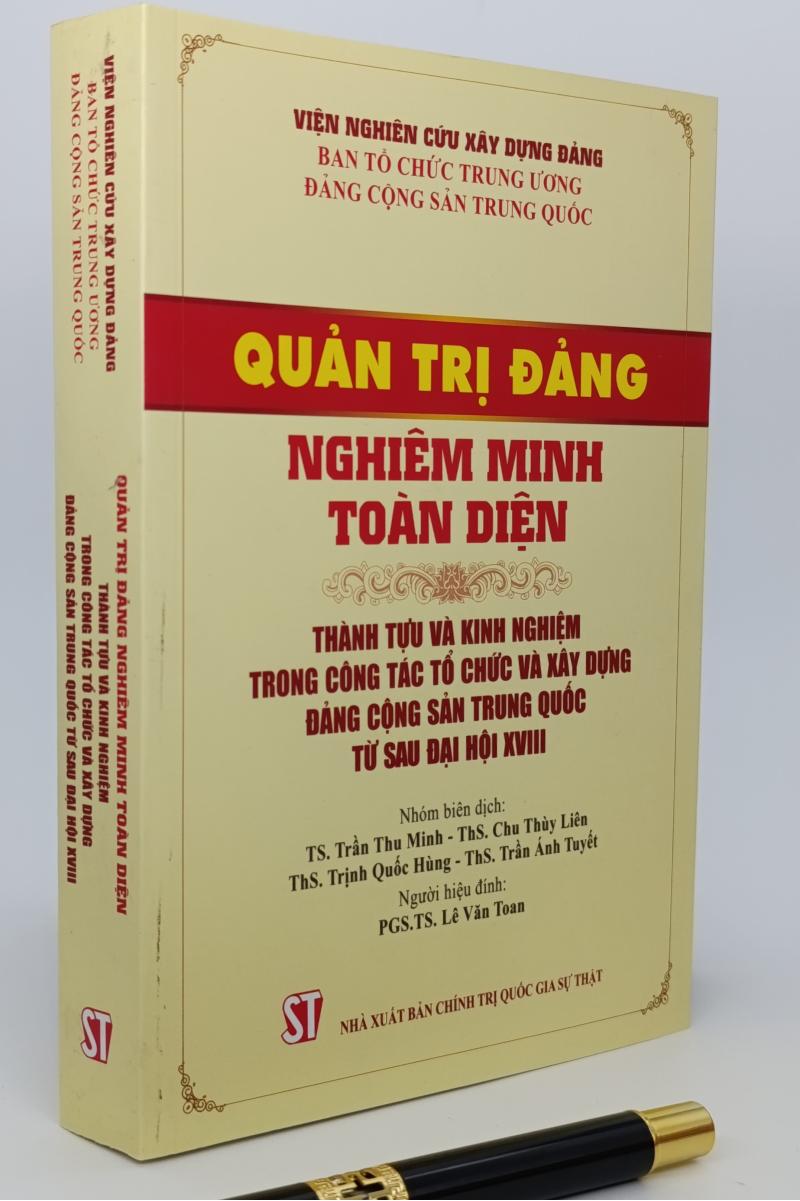 VIỆN NGHIÊN CỨU XÂY DỰNG ĐẢNG
BAN TỔ CHỨC TRUNG ƯƠNG
ĐẢNG CỘNG SẢN TRUNG QUỐC
QUẢN TRỊ ĐẢNG NGHIÊM MINH TOÀN DIỆN
THÀNH TỰU VÀ KINH NGHIỆM
TRONG CÔNG TÁC TỔ CHỨC VÀ XÂY DỰNG
ĐẢNG CỘNG SẢN TRUNG QUỐC TỪ SAU ĐẠI HỘI XVIII
ST
VIỆN NGHIÊN CỨU XÂY DỰNG ĐẢNG
BAN TỔ CHỨC TRUNG ƯƠNG
ĐẢNG CỘNG SẢN TRUNG QUỐC
QUẢN TRỊ ĐẢNG
NGHIÊM MINH
TOÀN DIỆN
THÀNH TỰU VÀ KINH NGHIỆM
TRONG CÔNG TÁC TỔ CHỨC VÀ XÂY DỰNG
ĐẢNG CỘNG SẢN TRUNG QUỐC
TỪ SAU ĐẠI HỘI XVIII
Nhóm biên dịch:
TS. Trần Thu Minh - ThS. Chu Thùy Liên
ThS. Trịnh Quốc Hùng - ThS. Trần Ánh Tuyết
Người hiệu đính:
PGS.TS. Lê Văn Toan
ST NHÀ XUẤT BẢN CHÍNH TRỊ QUỐC GIA SỰ THẬT